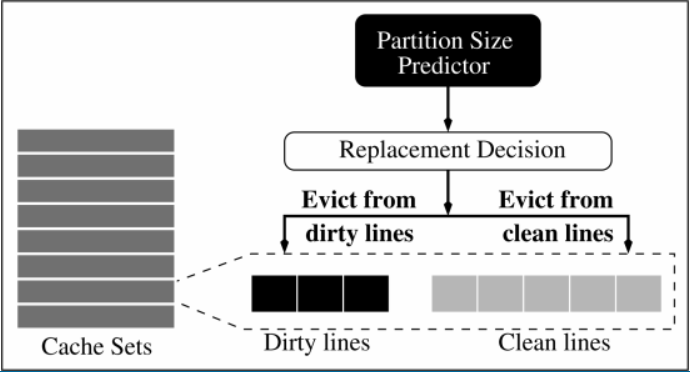 Partition Size
Predictor
Replacement Decision
Evict from
dirty lines
Evict from
clean lines
Cache Sets
Dirty lines
Clean lines